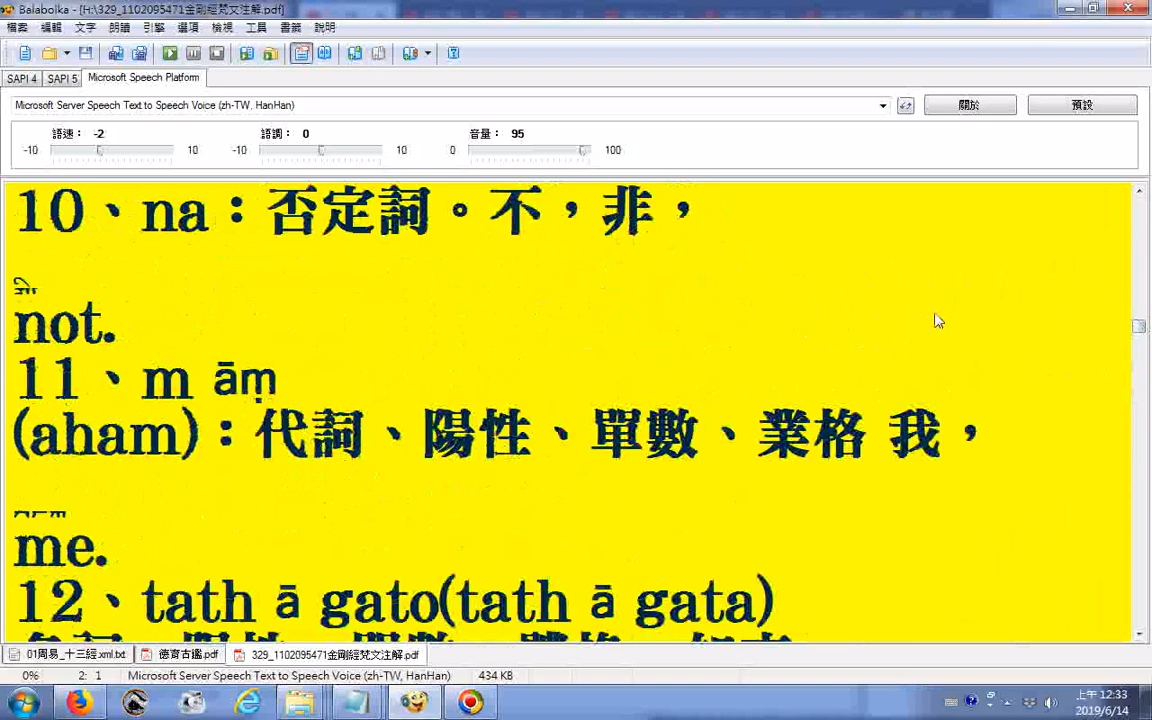 Balabolka - [H:\329_1102095471金剛經梵文注解.pdf]
檔案 編輯 文字 朗讀 引擎 選項 檢視 工具 書籤 說明
SAPI 4 SAPI 5 Microsoft Speech Platform
Microsoft Server Speech Text to Speech Voice (zh-TW, HanHan) 關於 預設
語速： -2 語調： 0 音量： 95
-10 10 -10 10 0 100
10、na：否定詞。不，非，
not.
11、m āṃ
(aham)：代詞、陽性、單數、業格 我，
me.
12、tath ā gato(tath ā gata)
01周易_十三經.xml.txt 德育古鑑.pdf 329_1102095471金剛經梵文注解.pdf
0% 2: 1 Microsoft Server Speech Text to Speech Voice (zh-TW, HanHan) 434 KB
上午 12:33
2019/6/14